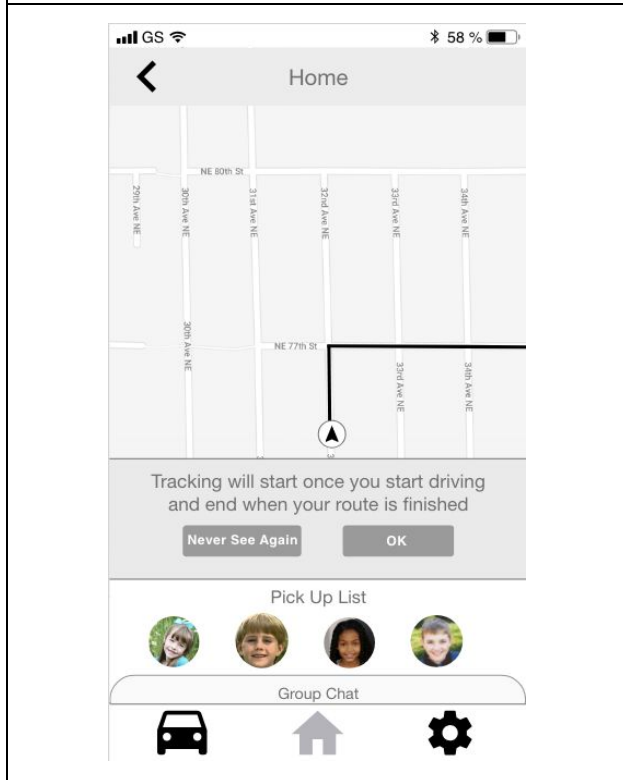 GS
58 %
Home
NE 80th St
29th Ave NE
30th Ave NE
31st Ave NE
32nd Ave NE
33rd Ave NE
34th Ave NE
30th Ave NE
NE 77th St
33rd Ave NE
34th Ave NE
Tracking will start once you start driving
and end when your route is finished
Never See Again
OK
Pick Up List
Group Chat